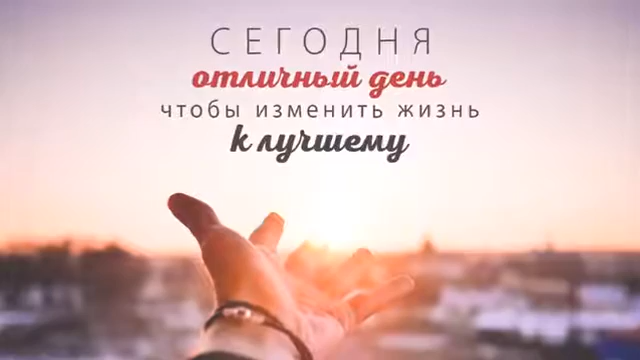 СЕГОДНЯ
отличный день
чтобы изменить жизнь
к лучшему